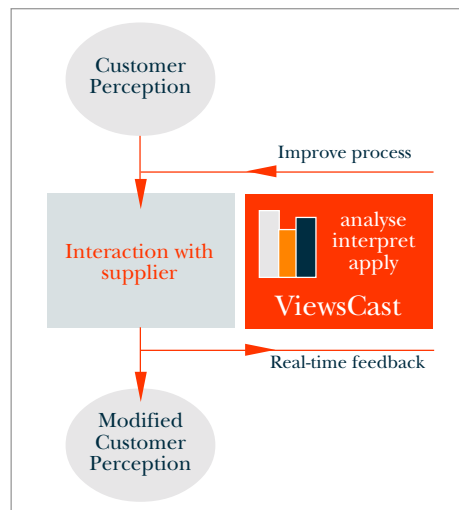 Customer
Perception
Improve process
Interaction with
supplier
analyse
interpret
apply
ViewsCast
Real-time feedback
Modified
Customer
Perception